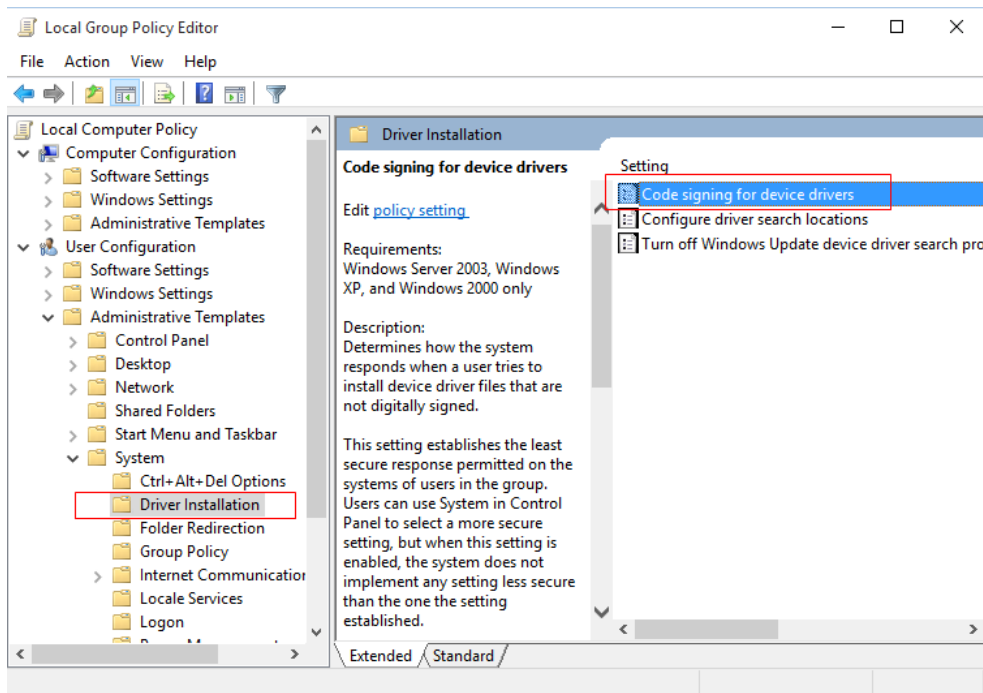 Local Group Policy Editor
File Action View Help
Local Computer Policy
Computer Configuration
Software Settings
Windows Settings
Administrative Templates
User Configuration
Software Settings
Windows Settings
Administrative Templates
Control Panel
Desktop
Network
Shared Folders
Start Menu and Taskbar
System
Ctrl+Alt+Del Options
Driver Installation
Folder Redirection
Group Policy
Internet Communication
Locale Services
Logon
Driver Installation
Code signing for device drivers
Edit policy setting
Requirements:
Windows Server 2003, Windows
XP, and Windows 2000 only
Description:
Determines how the system
responds when a user tries to
install device driver files that are
not digitally signed.
This setting establishes the least
secure response permitted on the
systems of users in the group.
Users can use System in Control
Panel to select a more secure
setting, but when this setting is
enabled, the system does not
implement any setting less secure
than the one the setting
established.
Setting
Code signing for device drivers
Configure driver search locations
Turn off Windows Update device driver search pro
Extended Standard